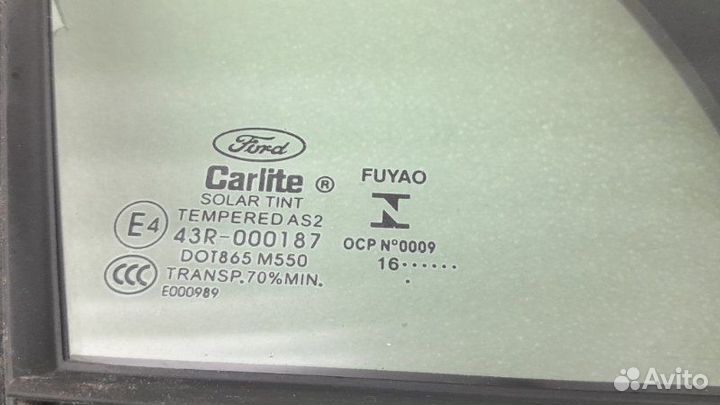 Ford
Carlite ®
SOLAR TINT
TEMPERED AS2
E4
43R-000187
DOT865 M550
CCC
TRANSP.70%MIN.
E000989
FUYAO
OCP Nº0009
16······
.
Avito